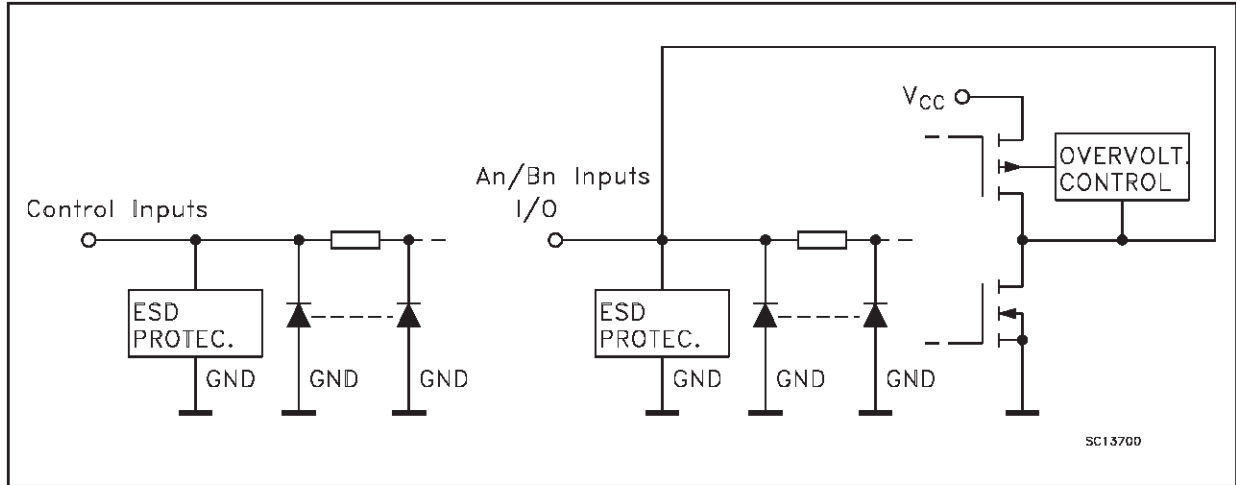 Control Inputs
ESD
PROTEC.
GND
GND
GND
An/Bn Inputs
I/O
ESD
PROTEC.
GND
GND
GND
VCC
OVERVOLT.
CONTROL
SC13700